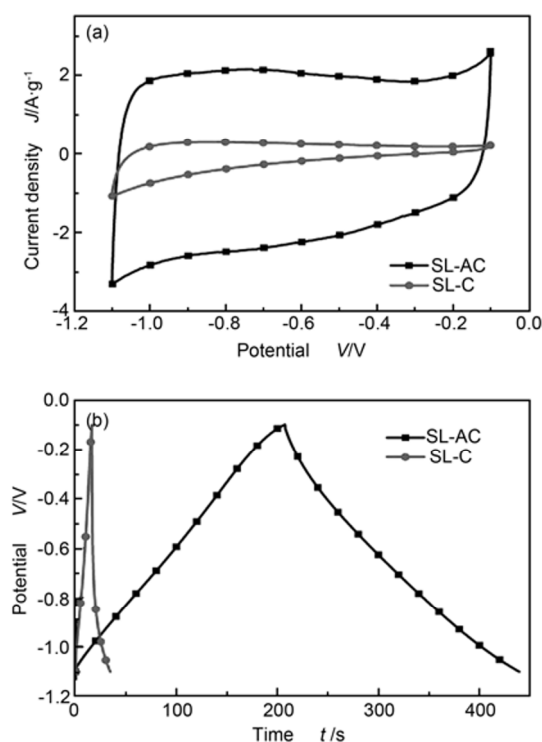 (a)
Current density J/A·g-1
2
0
-2
-4
SL-AC
SL-C
-1.2 -1.0 -0.8 -0.6 -0.4 -0.2 0.0
Potential V/V
(b)
Potential V/V
0.0
-0.2
-0.4
-0.6
-0.8
-1.0
-1.2
SL-AC
SL-C
0 100 200 300 400
Time t/s